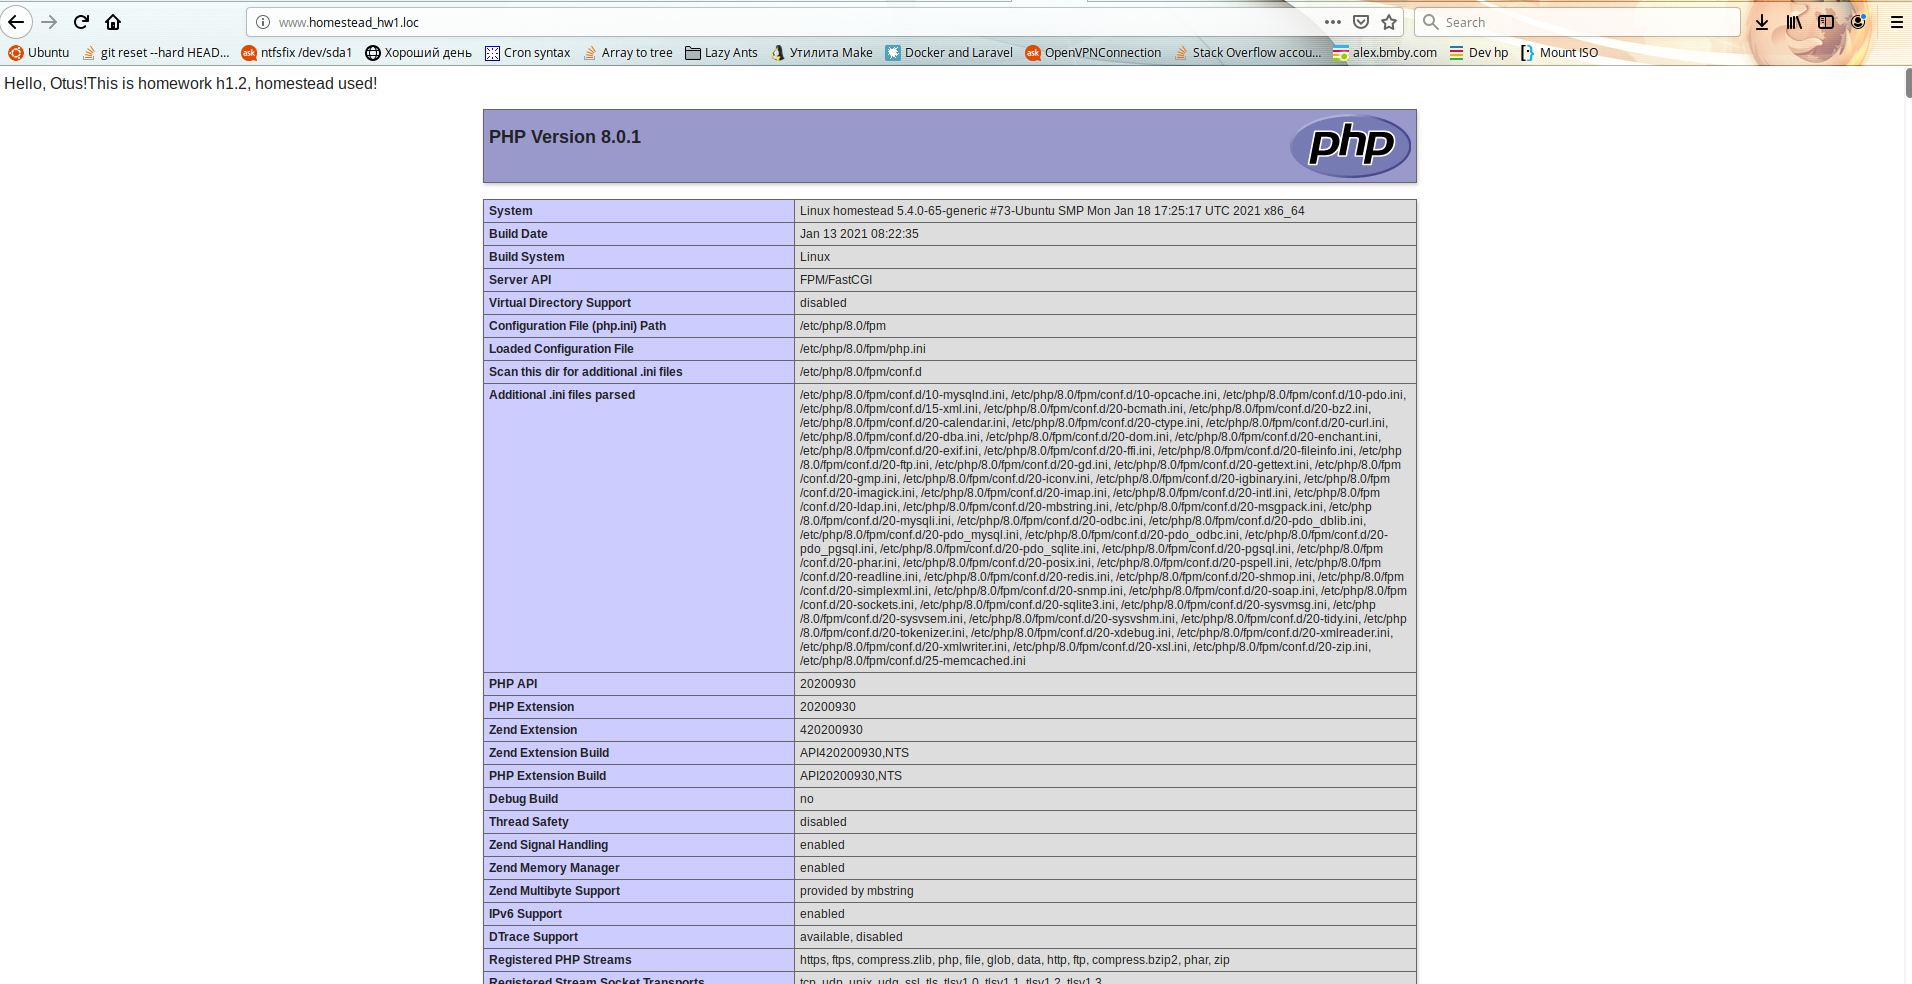 www.homestead_hw1.loc
Search
Ubuntu git reset --hard HEAD... ntfsfix /dev/sda1 Хороший день Cron syntax Array to tree Lazy Ants Утилита Make Docker and Laravel OpenVPNConnection Stack Overflow accou... alex.bmby.com Dev hp Mount ISO
Hello, Otus!This is homework h1.2, homestead used!
PHP Version 8.0.1
php
System Linux homestead 5.4.0-65-generic #73-Ubuntu SMP Mon Jan 18 17:25:17 UTC 2021 x86_64
Build Date Jan 13 2021 08:22:35
Build System Linux
Server API FPM/FastCGI
Virtual Directory Support disabled
Configuration File (php.ini) Path /etc/php/8.0/fpm
Loaded Configuration File /etc/php/8.0/fpm/php.ini
Scan this dir for additional .ini files /etc/php/8.0/fpm/conf.d
Additional .ini files parsed /etc/php/8.0/fpm/conf.d/10-mysqlnd.ini, /etc/php/8.0/fpm/conf.d/10-opcache.ini, /etc/php/8.0/fpm/conf.d/10-pdo.ini,
/etc/php/8.0/fpm/conf.d/15-xml.ini, /etc/php/8.0/fpm/conf.d/20-bcmath.ini, /etc/php/8.0/fpm/conf.d/20-bz2.ini,
/etc/php/8.0/fpm/conf.d/20-calendar.ini, /etc/php/8.0/fpm/conf.d/20-ctype.ini, /etc/php/8.0/fpm/conf.d/20-curl.ini,
/etc/php/8.0/fpm/conf.d/20-dba.ini, /etc/php/8.0/fpm/conf.d/20-dom.ini, /etc/php/8.0/fpm/conf.d/20-enchant.ini,
/etc/php/8.0/fpm/conf.d/20-exif.ini, /etc/php/8.0/fpm/conf.d/20-ffi.ini, /etc/php/8.0/fpm/conf.d/20-fileinfo.ini, /etc/php
/8.0/fpm/conf.d/20-ftp.ini, /etc/php/8.0/fpm/conf.d/20-gd.ini, /etc/php/8.0/fpm/conf.d/20-gettext.ini, /etc/php/8.0/fpm
/conf.d/20-gmp.ini, /etc/php/8.0/fpm/conf.d/20-iconv.ini, /etc/php/8.0/fpm/conf.d/20-igbinary.ini, /etc/php/8.0/fpm
/conf.d/20-imagick.ini, /etc/php/8.0/fpm/conf.d/20-imap.ini, /etc/php/8.0/fpm/conf.d/20-intl.ini, /etc/php/8.0/fpm
/conf.d/20-ldap.ini, /etc/php/8.0/fpm/conf.d/20-mbstring.ini, /etc/php/8.0/fpm/conf.d/20-msgpack.ini, /etc/php
/8.0/fpm/conf.d/20-mysqli.ini, /etc/php/8.0/fpm/conf.d/20-odbc.ini, /etc/php/8.0/fpm/conf.d/20-pdo_dblib.ini,
/etc/php/8.0/fpm/conf.d/20-pdo_mysql.ini, /etc/php/8.0/fpm/conf.d/20-pdo_odbc.ini, /etc/php/8.0/fpm/conf.d/20-
pdo_pgsql.ini, /etc/php/8.0/fpm/conf.d/20-pdo_sqlite.ini, /etc/php/8.0/fpm/conf.d/20-pgsql.ini, /etc/php/8.0/fpm
/conf.d/20-phar.ini, /etc/php/8.0/fpm/conf.d/20-posix.ini, /etc/php/8.0/fpm/conf.d/20-pspell.ini, /etc/php/8.0/fpm
/conf.d/20-readline.ini, /etc/php/8.0/fpm/conf.d/20-redis.ini, /etc/php/8.0/fpm/conf.d/20-shmop.ini, /etc/php/8.0/fpm
/conf.d/20-simplexml.ini, /etc/php/8.0/fpm/conf.d/20-snmp.ini, /etc/php/8.0/fpm/conf.d/20-soap.ini, /etc/php/8.0/fpm
/conf.d/20-sockets.ini, /etc/php/8.0/fpm/conf.d/20-sqlite3.ini, /etc/php/8.0/fpm/conf.d/20-sysvmsg.ini, /etc/php
/8.0/fpm/conf.d/20-sysvsem.ini, /etc/php/8.0/fpm/conf.d/20-sysvshm.ini, /etc/php/8.0/fpm/conf.d/20-tidy.ini, /etc/php
/8.0/fpm/conf.d/20-tokenizer.ini, /etc/php/8.0/fpm/conf.d/20-xdebug.ini, /etc/php/8.0/fpm/conf.d/20-xmlreader.ini,
/etc/php/8.0/fpm/conf.d/20-xmlwriter.ini, /etc/php/8.0/fpm/conf.d/20-xsl.ini, /etc/php/8.0/fpm/conf.d/20-zip.ini,
/etc/php/8.0/fpm/conf.d/25-memcached.ini
PHP API 20200930
PHP Extension 20200930
Zend Extension 420200930
Zend Extension Build API420200930,NTS
PHP Extension Build API20200930,NTS
Debug Build no
Thread Safety disabled
Zend Signal Handling enabled
Zend Memory Manager enabled
Zend Multibyte Support provided by mbstring
IPv6 Support enabled
DTrace Support available, disabled
Registered PHP Streams https, ftps, compress.zlib, php, file, glob, data, http, ftp, compress.bzip2, phar, zip
Registered Stream Socket Transports tcp, udp, unix, udg, ssl, tls, tlsv1.0, tlsv1.1, tlsv1.2, tlsv1.3